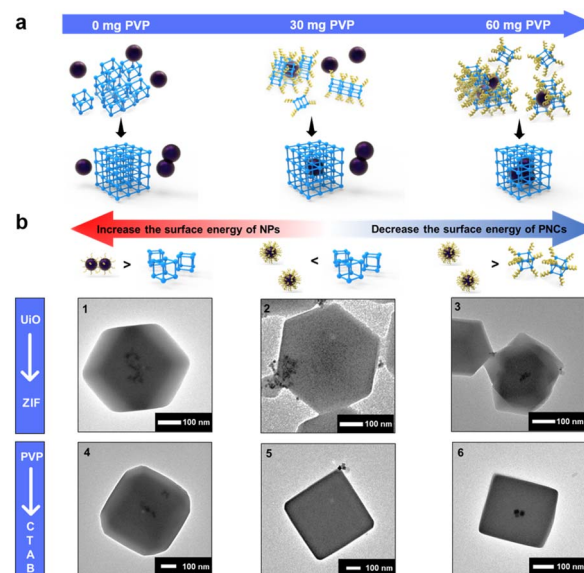 a
0 mg PVP
30 mg PVP
60 mg PVP
b
Increase the surface energy of NPs
Decrease the surface energy of PNCs
>
<
>
UiO
ZIF
1
100 nm
2
100 nm
3
100 nm
PVP
C
T
A
B
4
100 nm
5
100 nm
6
100 nm